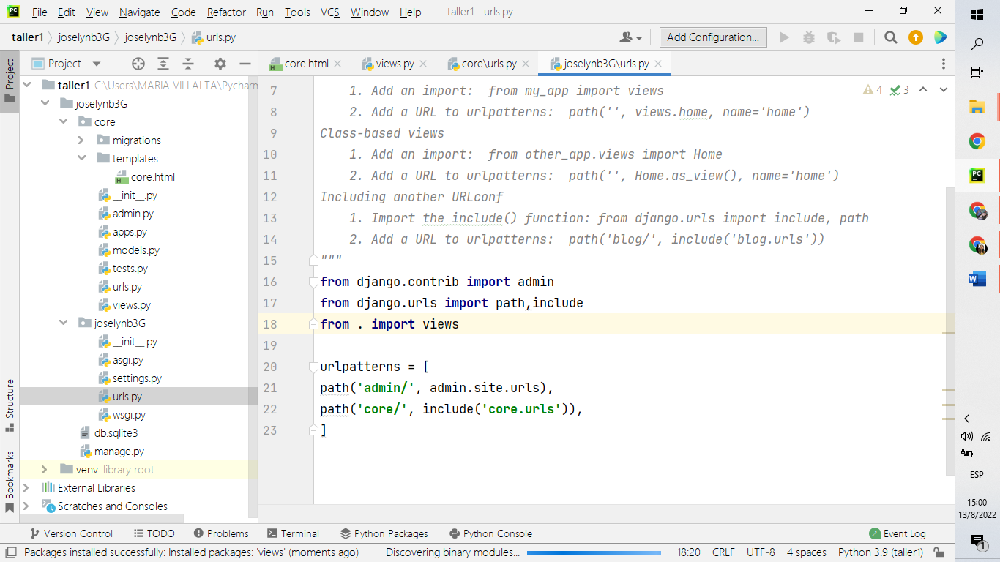 PC File Edit View Navigate Code Refactor Run Tools VCS Window Help taller1 - urls.py
taller1 joselynb3G joselynb3G urls.py Add Configuration...
Project core.html views.py core\urls.py joselynb3G\urls.py
Project
Structure
Bookmarks
taller1 C:\Users\MARIA VILLALTA\Pycharm
joselynb3G
core
migrations
templates
core.html
__init__.py
admin.py
apps.py
models.py
tests.py
urls.py
views.py
joselynb3G
__init__.py
asgi.py
settings.py
urls.py
wsgi.py
db.sqlite3
manage.py
venv library root
External Libraries
Scratches and Consoles
4 3
7 1. Add an import: from my_app import views
8 2. Add a URL to urlpatterns: path('', views.home, name='home')
9 Class-based views
10 1. Add an import: from other_app.views import Home
11 2. Add a URL to urlpatterns: path('', Home.as_view(), name='home')
12 Including another URLconf
13 1. Import the include() function: from django.urls import include, path
14 2. Add a URL to urlpatterns: path('blog/', include('blog.urls'))
15 """
16 from django.contrib import admin
17 from django.urls import path,include
18 from . import views
19
20 urlpatterns = [
21 path('admin/', admin.site.urls),
22 path('core/', include('core.urls')),
23 ]
Version Control TODO Problems Terminal Python Packages Python Console 2 Event Log
Packages installed successfully: Installed packages: 'views' (moments ago) Discovering binary modules... 18:20 CRLF UTF-8 4 spaces Python 3.9 (taller1)
PC
W
ESP
15:00
13/8/2022
1